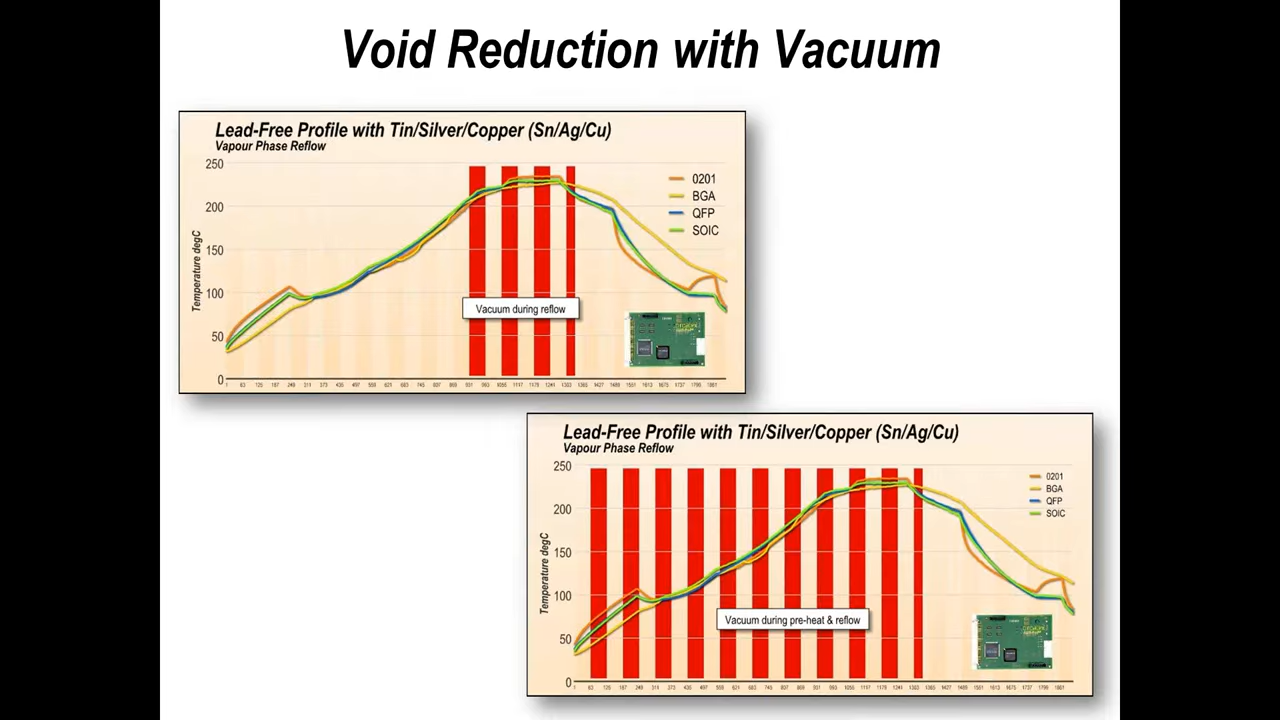 Void Reduction with Vacuum
Lead-Free Profile with Tin/Silver/Copper (Sn/Ag/Cu)
Vapour Phase Reflow
250
200
150
100
50
0
Temperature degC
0201
BGA
QFP
SOIC
Vacuum during reflow
Lead-Free Profile with Tin/Silver/Copper (Sn/Ag/Cu)
Vapour Phase Reflow
250
200
150
100
50
0
Temperature degC
0201
BGA
QFP
SOIC
Vacuum during pre-heat & reflow